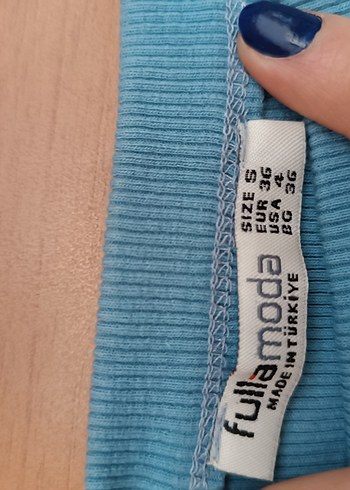 fullamoda
MADE IN TÜRKİYE
SIZE S
EUR 36
USA 4
BG 36